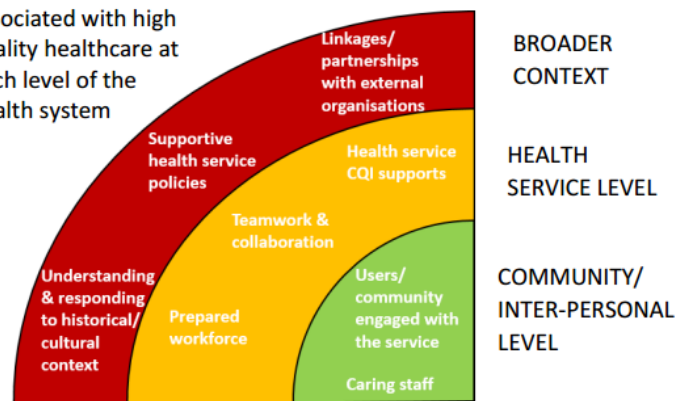 ociated with high
ality healthcare at
ch level of the
alth system
Linkages/
partnerships
with external
organisations
BROADER
CONTEXT
Supportive
health service
policies
Health service
CQI supports
HEALTH
SERVICE LEVEL
Teamwork &
collaboration
Understanding
& responding
to historical/
cultural
context
Prepared
workforce
Users/
community
engaged with
the service
Caring staff
COMMUNITY/
INTER-PERSONAL
LEVEL